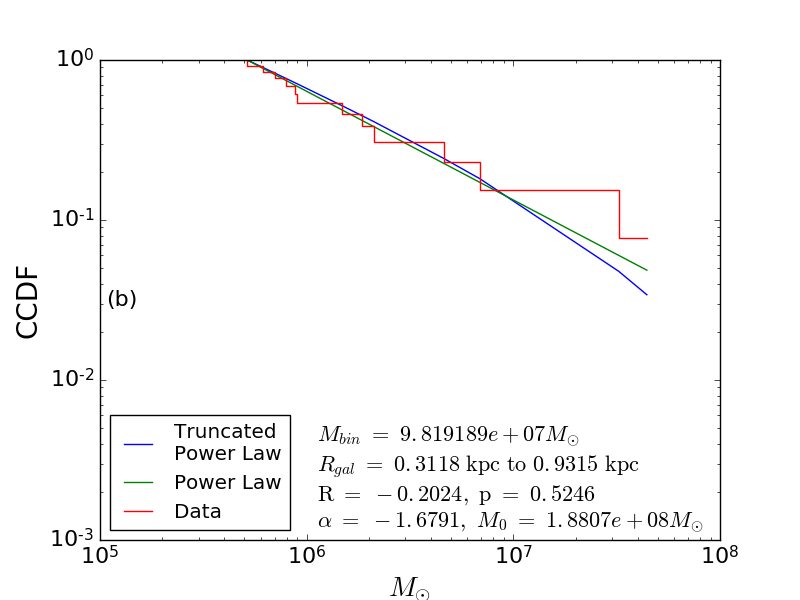 10^0
10^-1
10^-2
10^-3
CCDF
(b)
Truncated
Power Law
Power Law
Data
M_bin = 9.819189e+07M_⊙
R_gal = 0.3118 kpc to 0.9315 kpc
R = −0.2024, p = 0.5246
α = −1.6791, M_0 = 1.8807e+08M_⊙
10^5 10^6 10^7 10^8
M_⊙